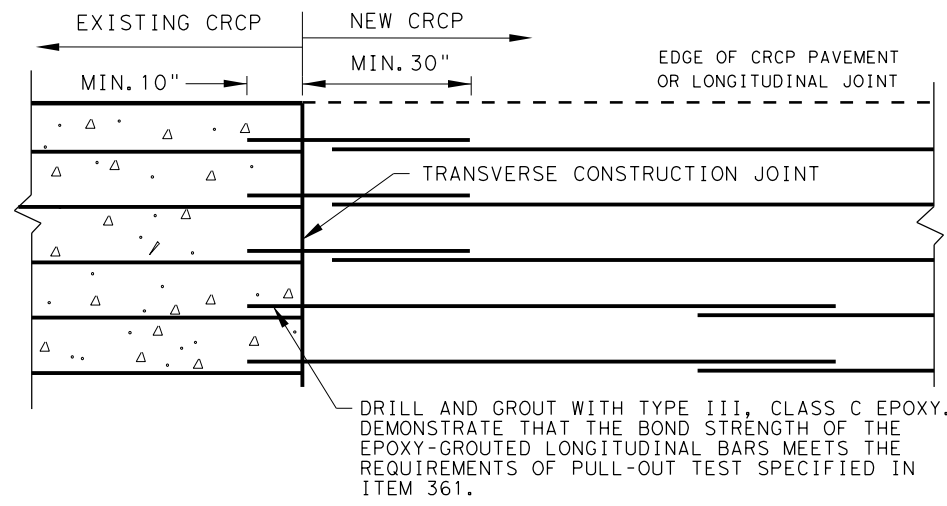 EXISTING CRCP
NEW CRCP
MIN. 10"
MIN. 30"
EDGE OF CRCP PAVEMENT
OR LONGITUDINAL JOINT
TRANSVERSE CONSTRUCTION JOINT
DRILL AND GROUT WITH TYPE III, CLASS C EPOXY.
DEMONSTRATE THAT THE BOND STRENGTH OF THE
EPOXY-GROUTED LONGITUDINAL BARS MEETS THE
REQUIREMENTS OF PULL-OUT TEST SPECIFIED IN
ITEM 361.